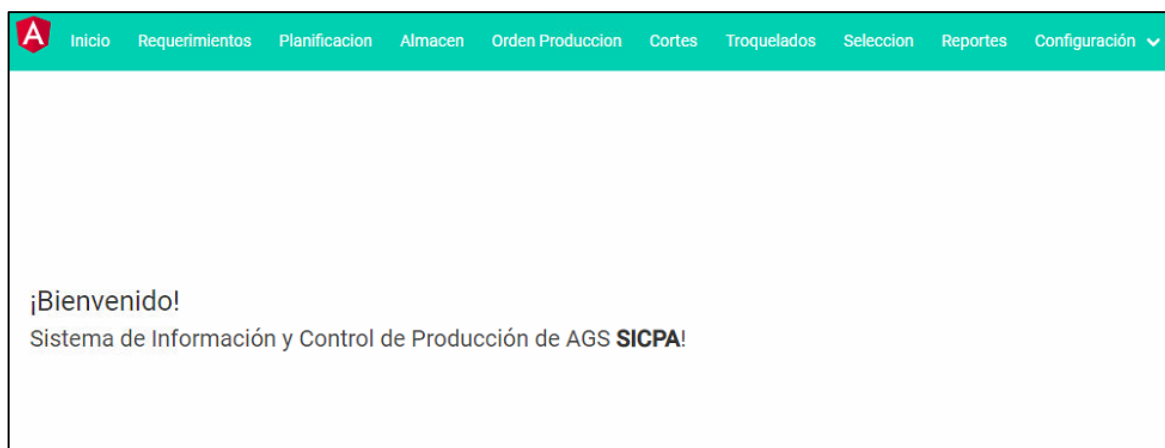 A Inicio Requerimientos Planificacion Almacen Orden Produccion Cortes Troquelados Seleccion Reportes Configuración
¡Bienvenido!
Sistema de Información y Control de Producción de AGS SICPA!